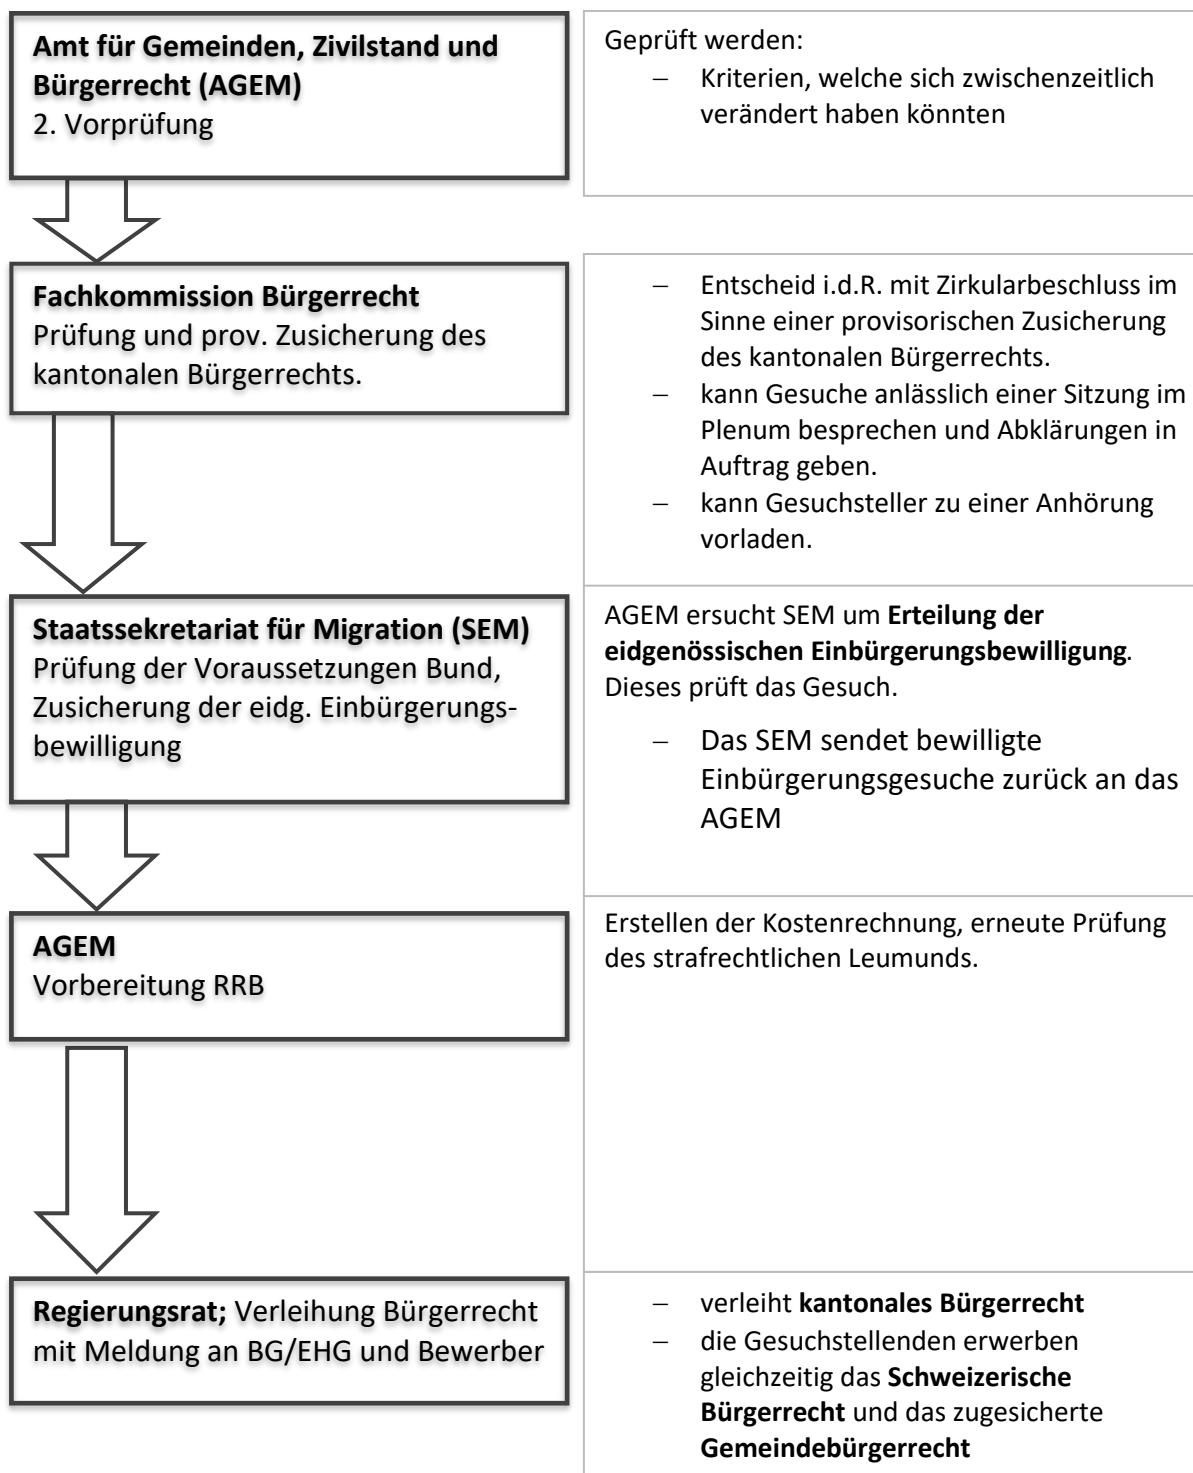 Amt für Gemeinden, Zivilstand und
Bürgerrecht (AGEM)
2. Vorprüfung
Geprüft werden:
– Kriterien, welche sich zwischenzeitlich
verändert haben könnten
Fachkommission Bürgerrecht
Prüfung und prov. Zusicherung des
kantonalen Bürgerrechts.
– Entscheid i.d.R. mit Zirkularbeschluss im
Sinne einer provisorischen Zusicherung
des kantonalen Bürgerrechts.
– kann Gesuche anlässlich einer Sitzung im
Plenum besprechen und Abklärungen in
Auftrag geben.
– kann Gesuchsteller zu einer Anhörung
vorladen.
Staatssekretariat für Migration (SEM)
Prüfung der Voraussetzungen Bund,
Zusicherung der eidg. Einbürgerungs-
bewilligung
AGEM ersucht SEM um Erteilung der
eidgenössischen Einbürgerungsbewilligung.
Dieses prüft das Gesuch.
– Das SEM sendet bewilligte
Einbürgerungsgesuche zurück an das
AGEM
AGEM
Vorbereitung RRB
Erstellen der Kostenrechnung, erneute Prüfung
des strafrechtlichen Leumunds.
Regierungsrat; Verleihung Bürgerrecht
mit Meldung an BG/EHG und Bewerber
– verleiht kantonales Bürgerrecht
– die Gesuchstellenden erwerben
gleichzeitig das Schweizerische
Bürgerrecht und das zugesicherte
Gemeindebürgerrecht